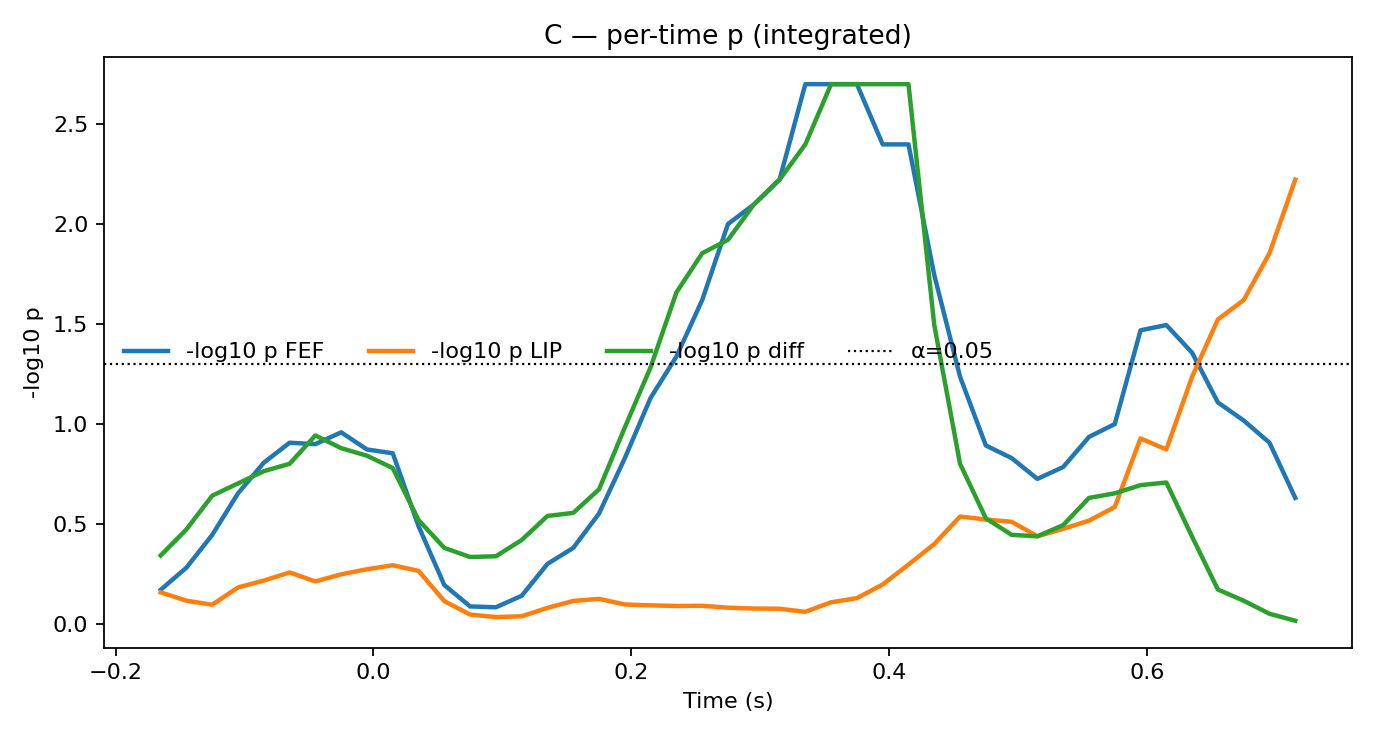 C — per-time p (integrated)
-log10 p
2.5
2.0
1.5
1.0
0.5
0.0
-log10 p FEF -log10 p LIP -log10 p diff α=0.05
−0.2 0.0 0.2 0.4 0.6
Time (s)